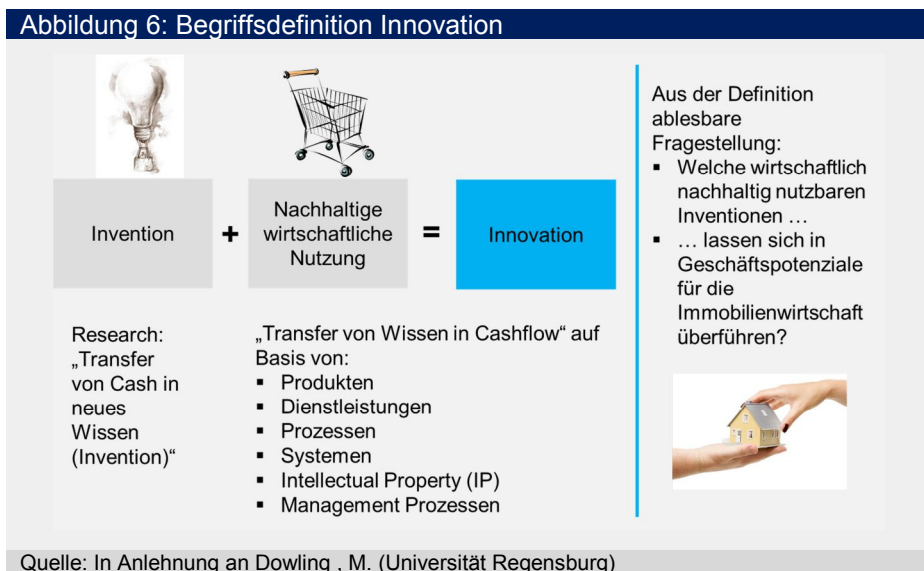 Abbildung 6: Begriffsdefinition Innovation
Invention
+
Nachhaltige
wirtschaftliche
Nutzung
=
Innovation
Research:
„Transfer
von Cash in
neues
Wissen
(Invention)“
„Transfer von Wissen in Cashflow“ auf
Basis von:
▪ Produkten
▪ Dienstleistungen
▪ Prozessen
▪ Systemen
▪ Intellectual Property (IP)
▪ Management Prozessen
Aus der Definition
ablesbare
Fragestellung:
▪ Welche wirtschaftlich
nachhaltig nutzbaren
Inventionen …
▪ … lassen sich in
Geschäftspotenziale
für die
Immobilienwirtschaft
überführen?
Quelle: In Anlehnung an Dowling , M. (Universität Regensburg)